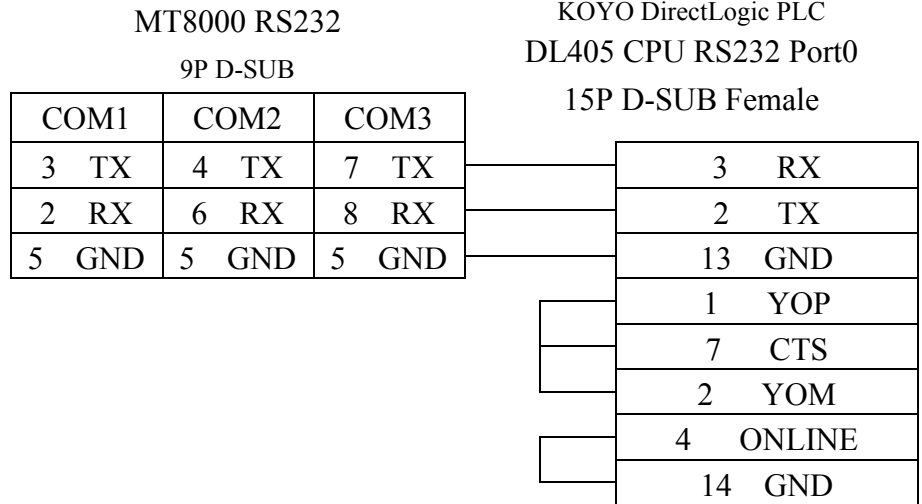 MT8000 RS232
9P D-SUB
KOYO DirectLogic PLC
DL405 CPU RS232 Port0
15P D-SUB Female
COM1 COM2 COM3
3 TX 4 TX 7 TX
2 RX 6 RX 8 RX
5 GND 5 GND 5 GND
3 RX
2 TX
13 GND
1 YOP
7 CTS
2 YOM
4 ONLINE
14 GND